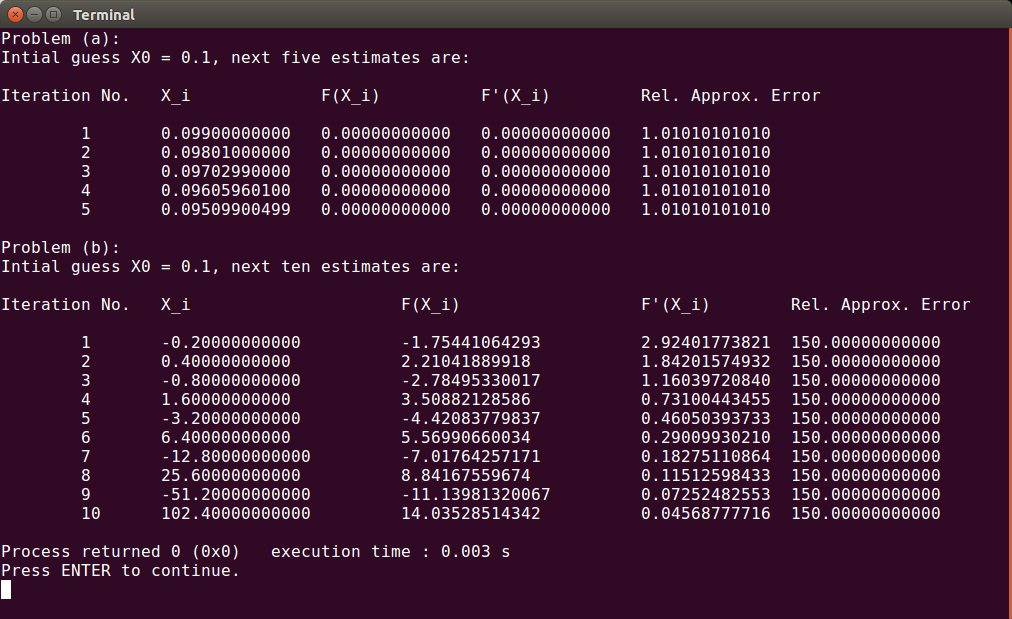 Terminal
Problem (a):
Intial guess X0 = 0.1, next five estimates are:
Iteration No. X_i F(X_i) F'(X_i) Rel. Approx. Error
1 0.09900000000 0.00000000000 0.00000000000 1.01010101010
2 0.09801000000 0.00000000000 0.00000000000 1.01010101010
3 0.09702990000 0.00000000000 0.00000000000 1.01010101010
4 0.09605960100 0.00000000000 0.00000000000 1.01010101010
5 0.09509900499 0.00000000000 0.00000000000 1.01010101010
Problem (b):
Intial guess X0 = 0.1, next ten estimates are:
Iteration No. X_i F(X_i) F'(X_i) Rel. Approx. Error
1 -0.20000000000 -1.75441064293 2.92401773821 150.00000000000
2 0.40000000000 2.21041889918 1.84201574932 150.00000000000
3 -0.80000000000 -2.78495330017 1.16039720840 150.00000000000
4 1.60000000000 3.50882128586 0.73100443455 150.00000000000
5 -3.20000000000 -4.42083779837 0.46050393733 150.00000000000
6 6.40000000000 5.56990660034 0.29009930210 150.00000000000
7 -12.80000000000 -7.01764257171 0.18275110864 150.00000000000
8 25.60000000000 8.84167559674 0.11512598433 150.00000000000
9 -51.20000000000 -11.13981320067 0.07252482553 150.00000000000
10 102.40000000000 14.03528514342 0.04568777716 150.00000000000
Process returned 0 (0x0) execution time : 0.003 s
Press ENTER to continue.